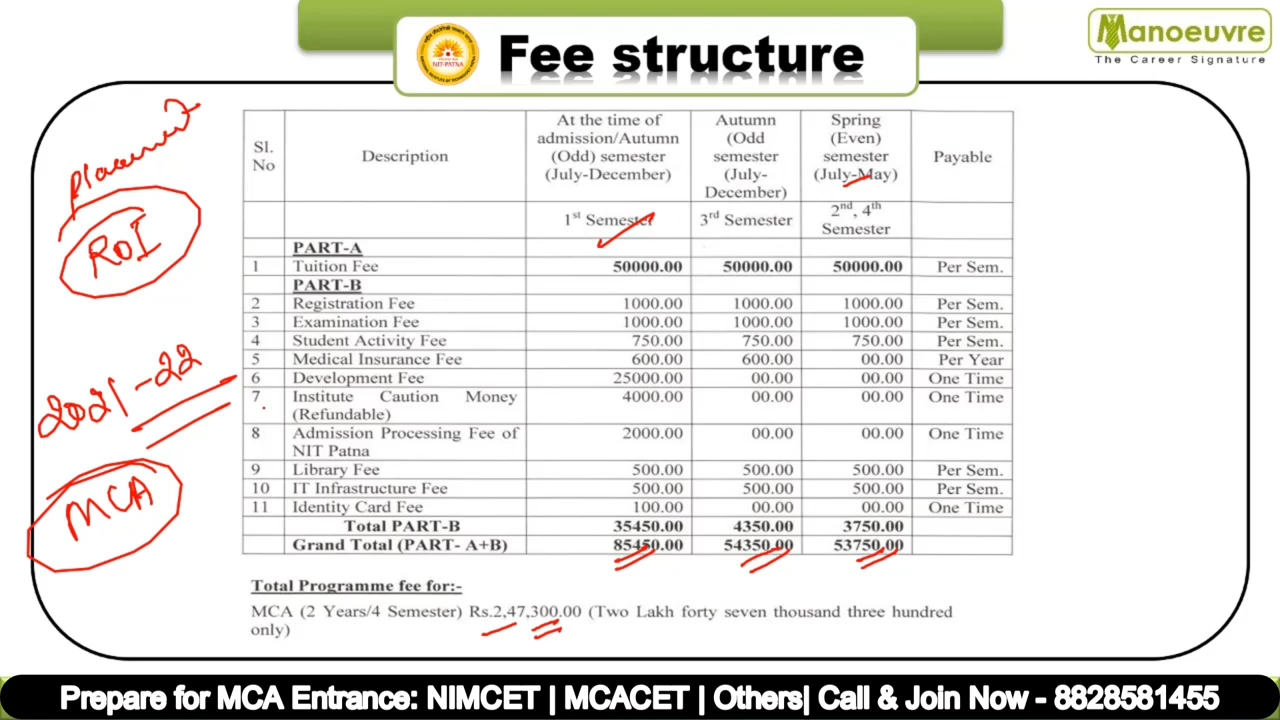 Manoeuvre
The Career Signature
NIT-PATNA
Fee structure
placement
ROI
2021-22
MCA
Sl. No | Description | At the time of admission/Autumn (Odd) semester (July-December) | Autumn (Odd semester (July-December) | Spring (Even) semester (July-May) | Payable
1st Semester | 3rd Semester | 2nd, 4th Semester
PART-A
1 Tuition Fee 50000.00 50000.00 50000.00 Per Sem.
PART-B
2 Registration Fee 1000.00 1000.00 1000.00 Per Sem.
3 Examination Fee 1000.00 1000.00 1000.00 Per Sem.
4 Student Activity Fee 750.00 750.00 750.00 Per Sem.
5 Medical Insurance Fee 600.00 600.00 00.00 Per Year
6 Development Fee 25000.00 00.00 00.00 One Time
7 Institute Caution Money (Refundable) 4000.00 00.00 00.00 One Time
8 Admission Processing Fee of NIT Patna 2000.00 00.00 00.00 One Time
9 Library Fee 500.00 500.00 500.00 Per Sem.
10 IT Infrastructure Fee 500.00 500.00 500.00 Per Sem.
11 Identity Card Fee 100.00 00.00 00.00 One Time
Total PART-B 35450.00 4350.00 3750.00
Grand Total (PART- A+B) 85450.00 54350.00 53750.00
Total Programme fee for:-
MCA (2 Years/4 Semester) Rs.2,47,300.00 (Two Lakh forty seven thousand three hundred
only)
Prepare for MCA Entrance: NIMCET | MCACET | Others| Call & Join Now - 8828581455